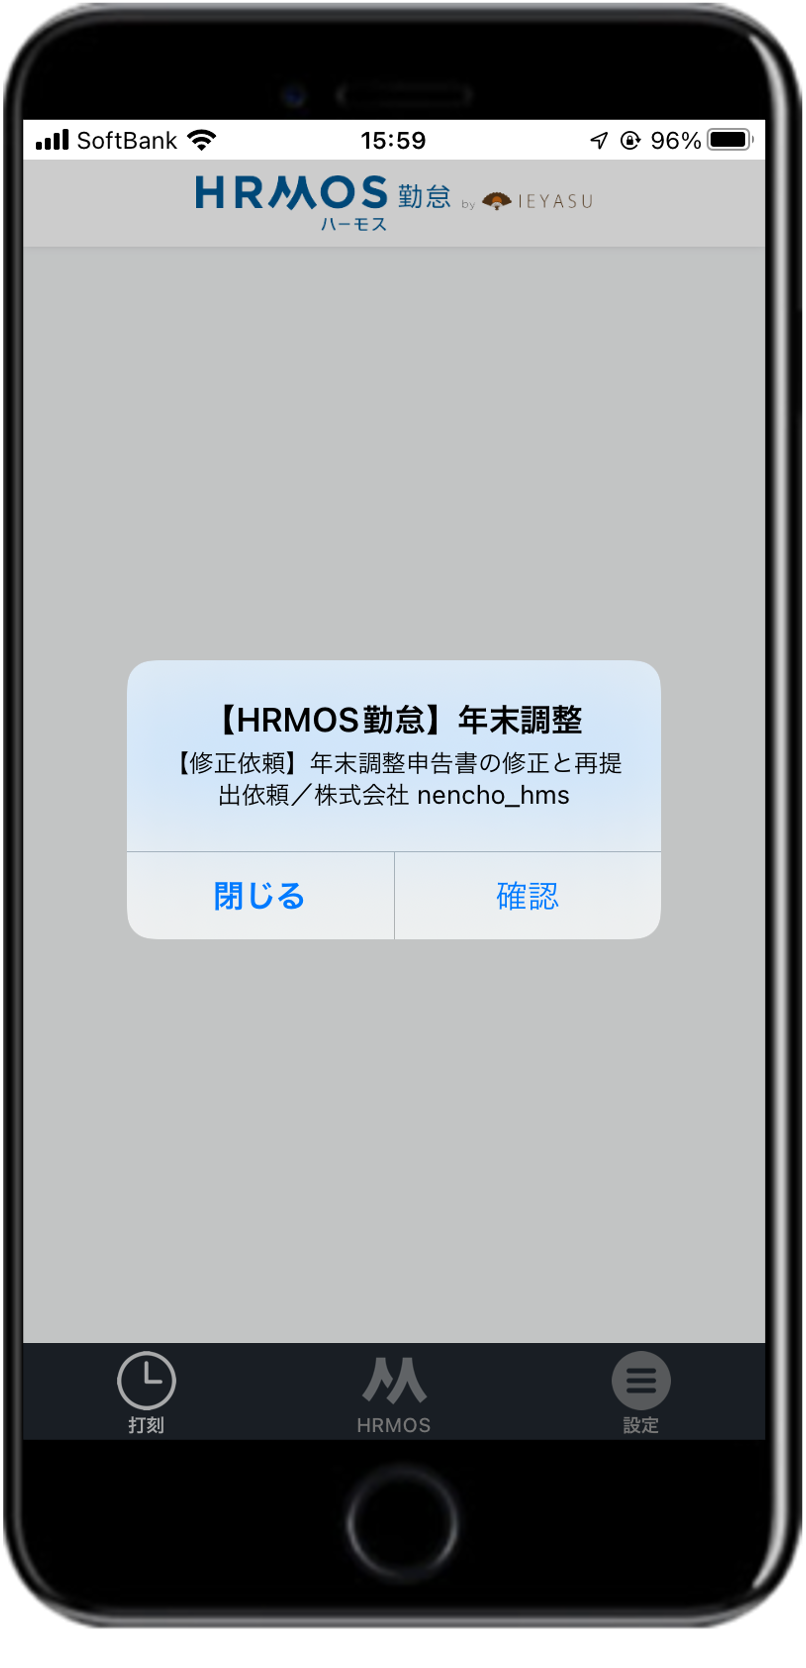 SoftBank 15:59 96%
HRMOS 勤怠 by IEYASU
ハーモス
【HRMOS勤怠】年末調整
【修正依頼】年末調整申告書の修正と再提
出依頼／株式会社 nencho_hms
閉じる 確認
打刻 HRMOS 設定